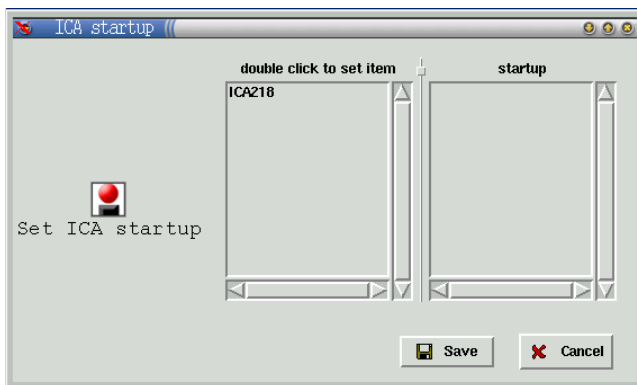 ICA startup
double click to set item
startup
ICA218
Set ICA startup
Save
Cancel